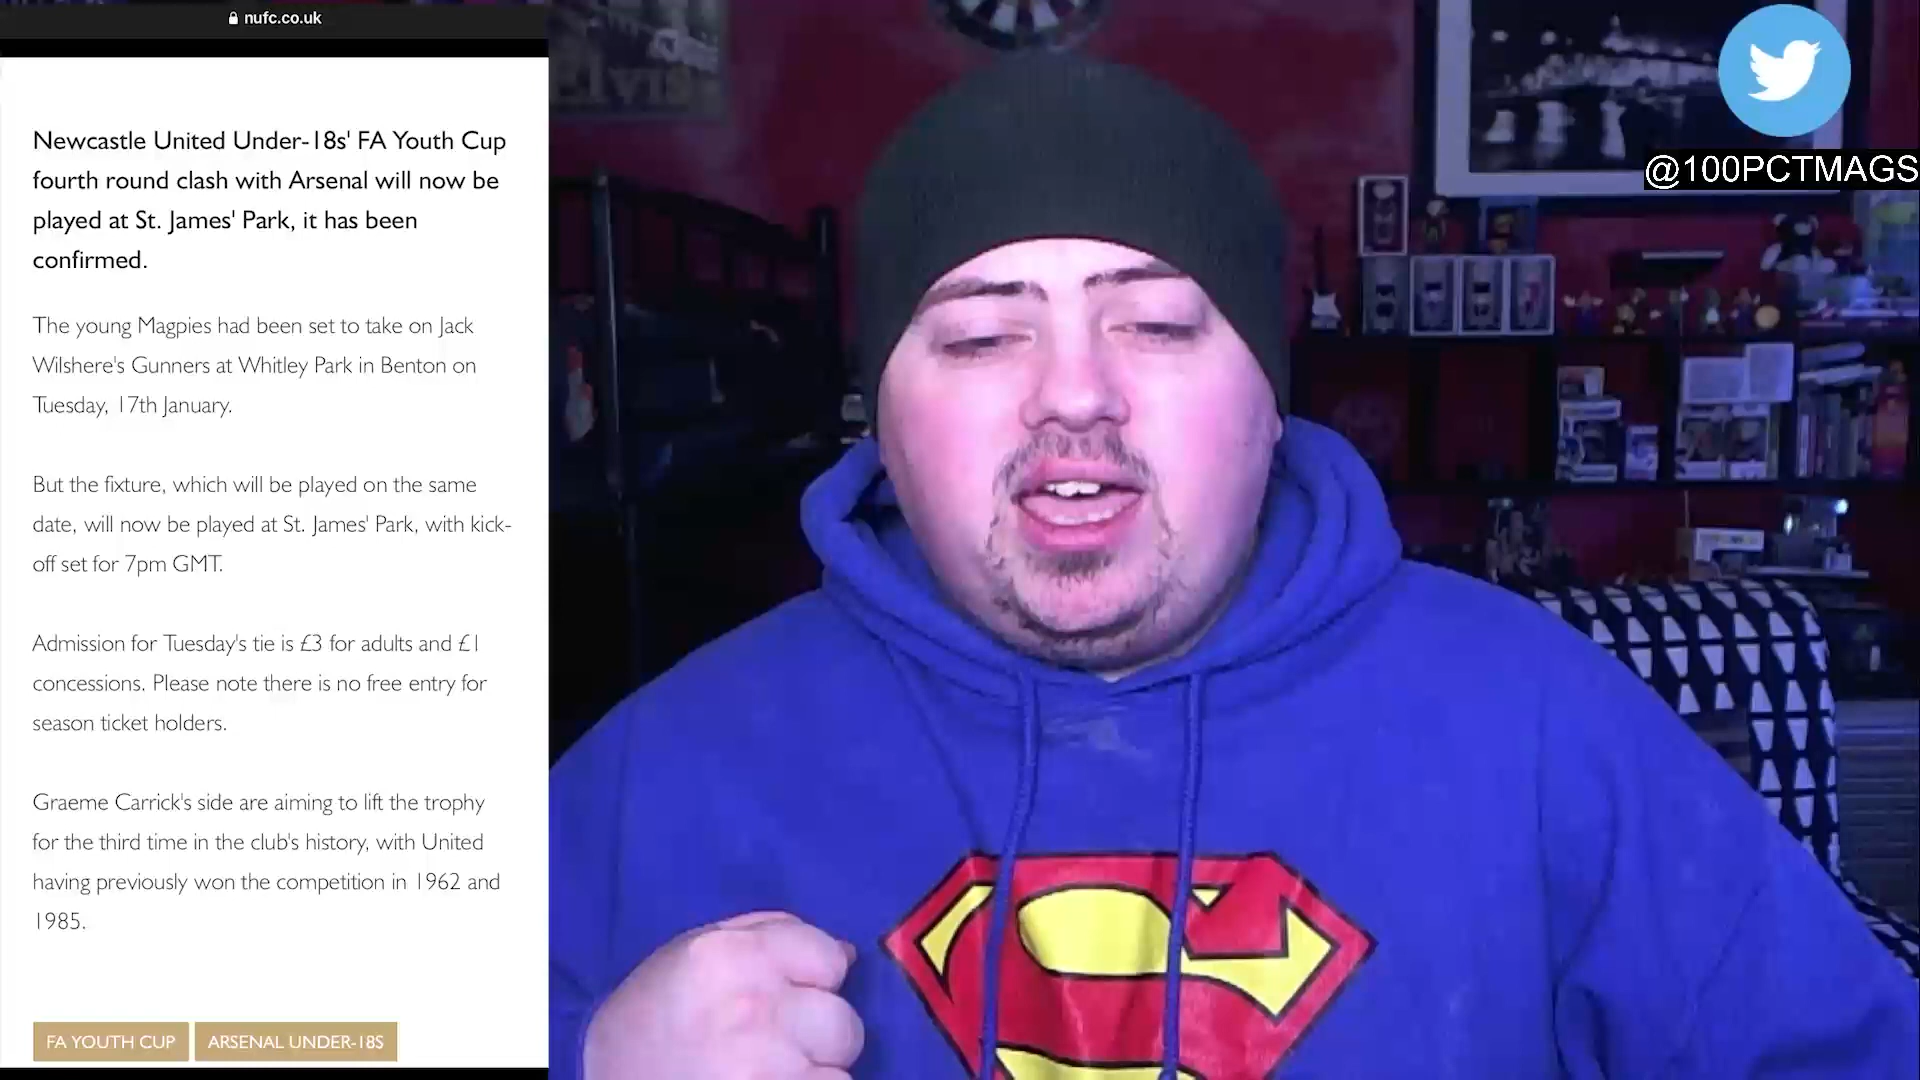 nufc.co.uk
Newcastle United Under-18s' FA Youth Cup
fourth round clash with Arsenal will now be
played at St. James' Park, it has been
confirmed.
The young Magpies had been set to take on Jack
Wilshere's Gunners at Whitley Park in Benton on
Tuesday, 17th January.
But the fixture, which will be played on the same
date, will now be played at St. James' Park, with kick-
off set for 7pm GMT.
Admission for Tuesday's tie is £3 for adults and £1
concessions. Please note there is no free entry for
season ticket holders.
Graeme Carrick's side are aiming to lift the trophy
for the third time in the club's history, with United
having previously won the competition in 1962 and
1985.
FA YOUTH CUP
ARSENAL UNDER-18S
@100PCTMAGS
Elvis